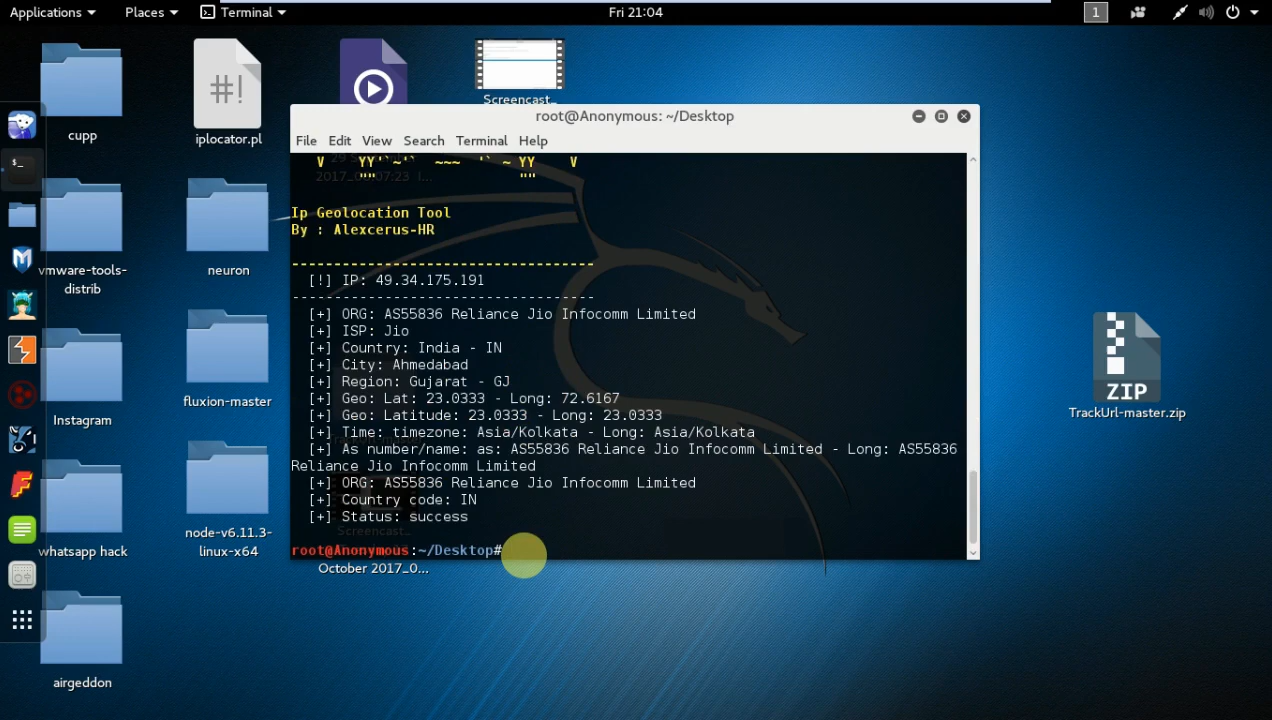 Applications Places Terminal Fri 21:04 1
cupp
#!
iplocator.pl
Screencast_
vmware-tools-
distrib
neuron
Instagram
fluxion-master
whatsapp hack
node-v6.11.3-
linux-x64
airgeddon
October 2017_0...
ZIP
TrackUrl-master.zip
root@Anonymous: ~/Desktop
File Edit View Search Terminal Help
V YY'`~'` ~~~ '`~ YY V
"" ""
Ip Geolocation Tool
By : Alexcerus-HR
------------------------------------
[!] IP: 49.34.175.191
------------------------------------
[+] ORG: AS55836 Reliance Jio Infocomm Limited
[+] ISP: Jio
[+] Country: India - IN
[+] City: Ahmedabad
[+] Region: Gujarat - GJ
[+] Geo: Lat: 23.0333 - Long: 72.6167
[+] Geo: Latitude: 23.0333 - Long: 23.0333
[+] Time: timezone: Asia/Kolkata - Long: Asia/Kolkata
[+] As number/name: as: AS55836 Reliance Jio Infocomm Limited - Long: AS55836
Reliance Jio Infocomm Limited
[+] ORG: AS55836 Reliance Jio Infocomm Limited
[+] Country code: IN
[+] Status: success
root@Anonymous:~/Desktop#